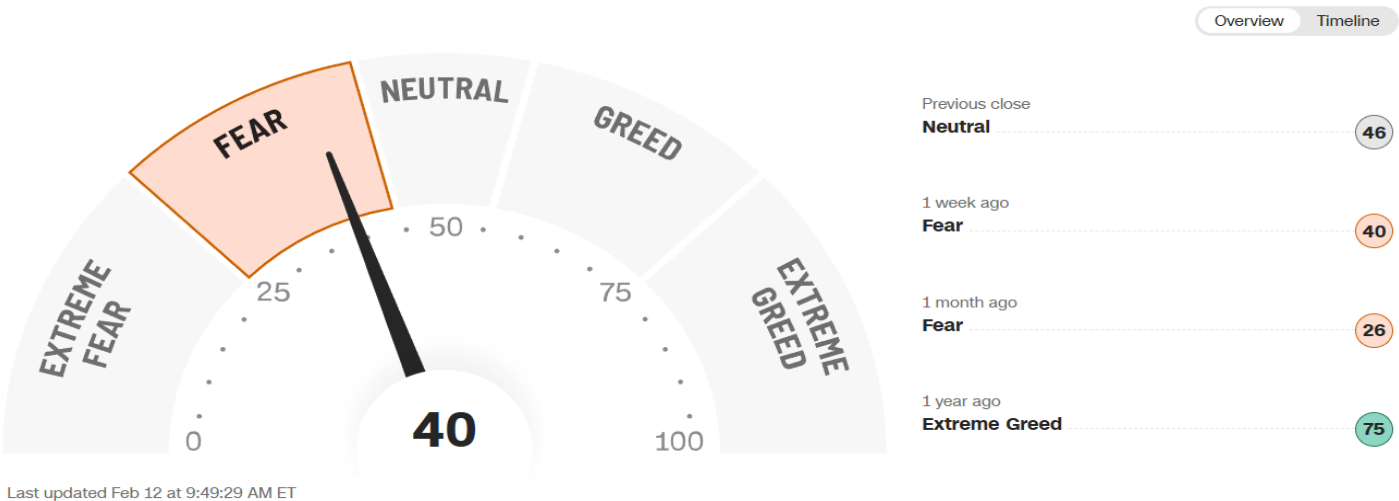 Overview
Timeline
EXTREME
FEAR
FEAR
NEUTRAL
GREED
EXTREME
GREED
0
25
50
75
100
40
Last updated Feb 12 at 9:49:29 AM ET
Previous close
Neutral 46
1 week ago
Fear 40
1 month ago
Fear 26
1 year ago
Extreme Greed 75